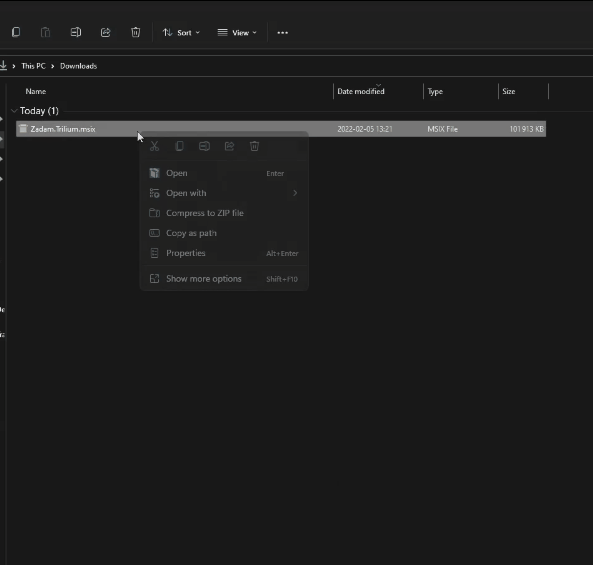 Sort
View
This PC > Downloads
Name Date modified Type Size
Today (1)
Zadam.Trilium.msix 2022-02-05 13:21 MSIX File 101 913 KB
Open Enter
Open with
Compress to ZIP file
Copy as path
Properties Alt+Enter
Show more options Shift+F10